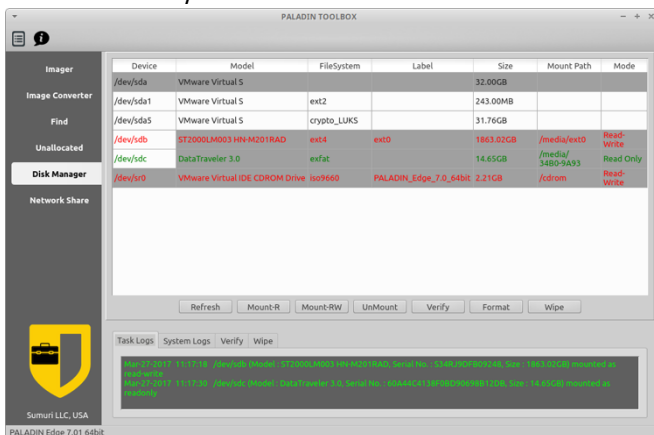 PALADIN TOOLBOX
Imager
Image Converter
Find
Unallocated
Disk Manager
Network Share
Device Model FileSystem Label Size Mount Path Mode
/dev/sda VMware Virtual S 32.00GB
/dev/sda1 VMware Virtual S ext2 243.00MB
/dev/sda5 VMware Virtual S crypto_LUKS 31.76GB
/dev/sdb ST2000LM003 HN-M201RAD ext4 ext0 1863.02GB /media/ext0 Read-
Write
/dev/sdc DataTraveler 3.0 exfat 14.65GB /media/
34B0-9A93 Read Only
/dev/sr0 VMware Virtual IDE CDROM Drive iso9660 PALADIN_Edge_7.0_64bit 2.21GB /cdrom Read-
Write
Refresh Mount-R Mount-RW UnMount Verify Format Wipe
Task Logs System Logs Verify Wipe
Mar-27-2017 11:17:18 /dev/sdb (Model : ST2000LM003 HN-M201RAD, Serial No. : S34RJ9DFB09248, Size : 1863.02GB) mounted as
read-write
Mar-27-2017 11:17:30 /dev/sdc (Model : DataTraveler 3.0, Serial No. : 60A44C4138F0BD90698B12DB, Size : 14.65GB) mounted as
readonly
Sumuri LLC, USA
PALADIN Edge 7.01 64bit